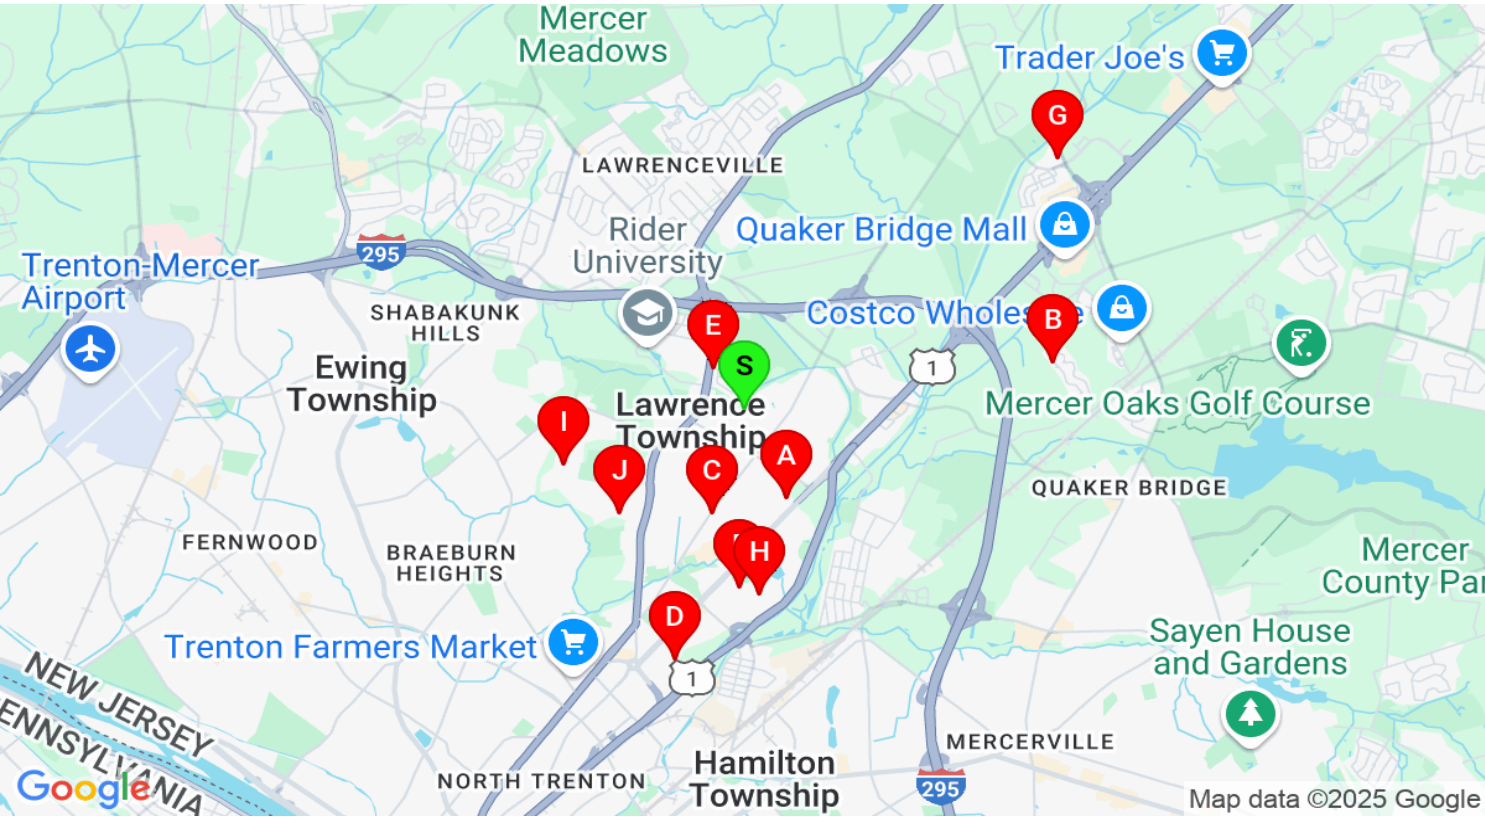 Mercer
Meadows
Trader Joe's
G
LAWRENCEVILLE
Rider
University
Quaker Bridge Mall
295
Trenton-Mercer
Airport
SHABAKUNK
HILLS
E
Costco Whole
B
S
1
Ewing
Township
Lawrence
Township
Mercer Oaks Golf Course
I
A
J
C
QUAKER BRIDGE
FERNWOOD
BRAEBURN
HEIGHTS
H
Mercer
County Par
D
Trenton Farmers Market
Sayen House
and Gardens
1
NEW JERSEY
PENNSYLVANIA
MERCERVILLE
Hamilton
Township
NORTH TRENTON
295
Google
Map data ©2025 Google